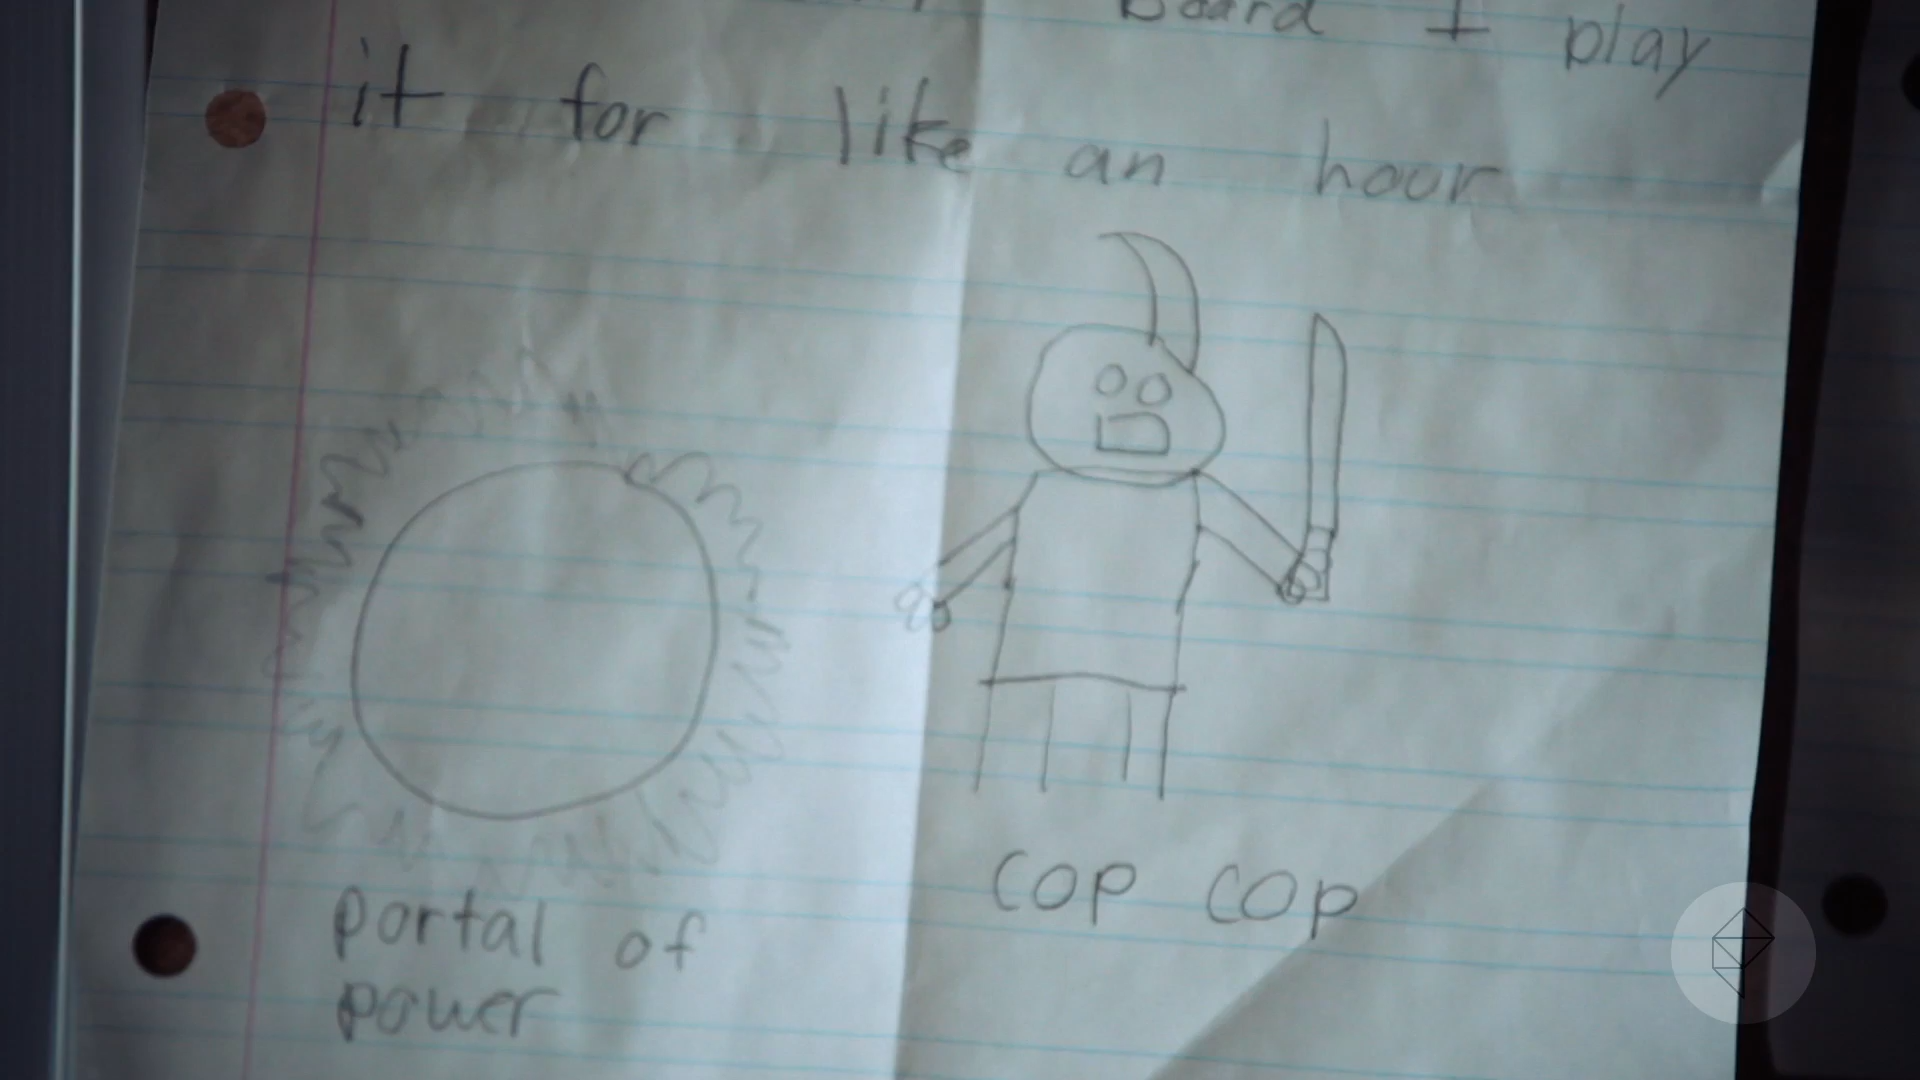 Board I play
it for like an hour
cop cop
portal of
power